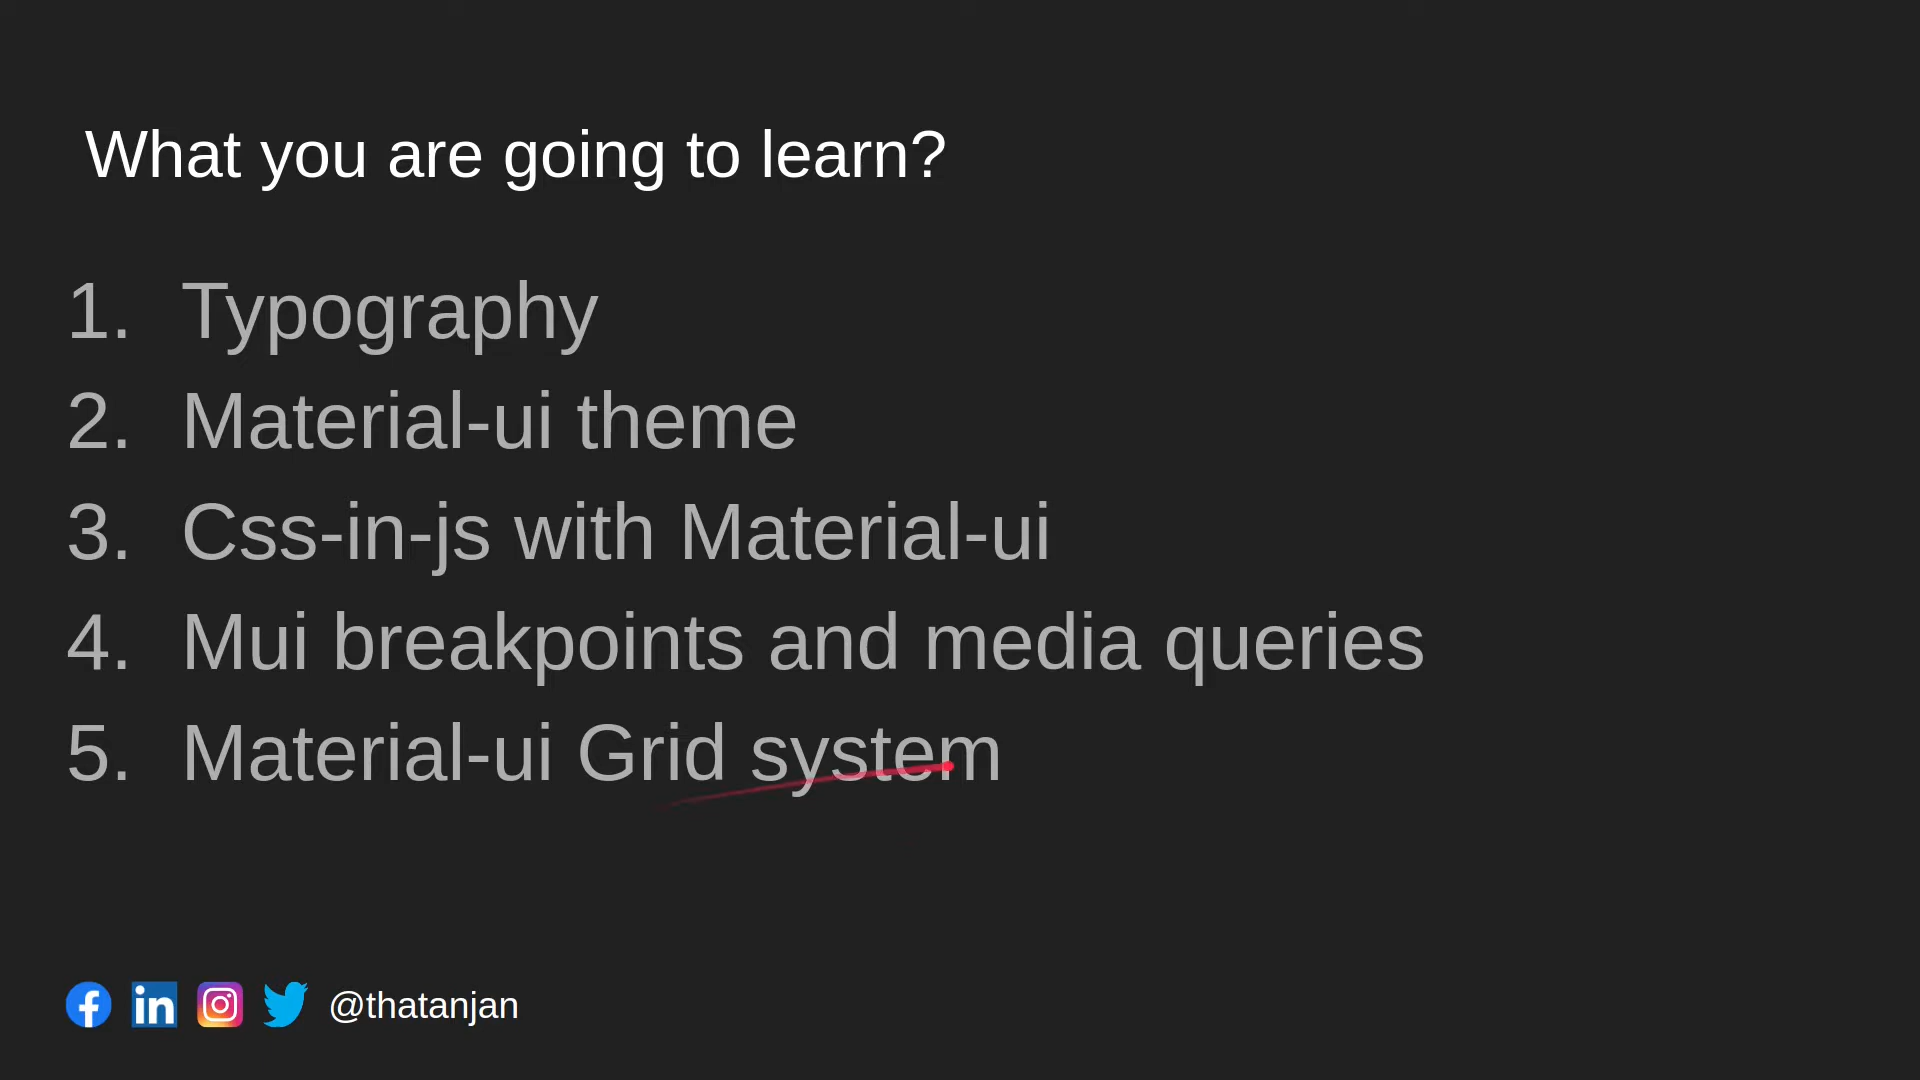 What you are going to learn?
1. Typography
2. Material-ui theme
3. Css-in-js with Material-ui
4. Mui breakpoints and media queries
5. Material-ui Grid system
@thatanjan